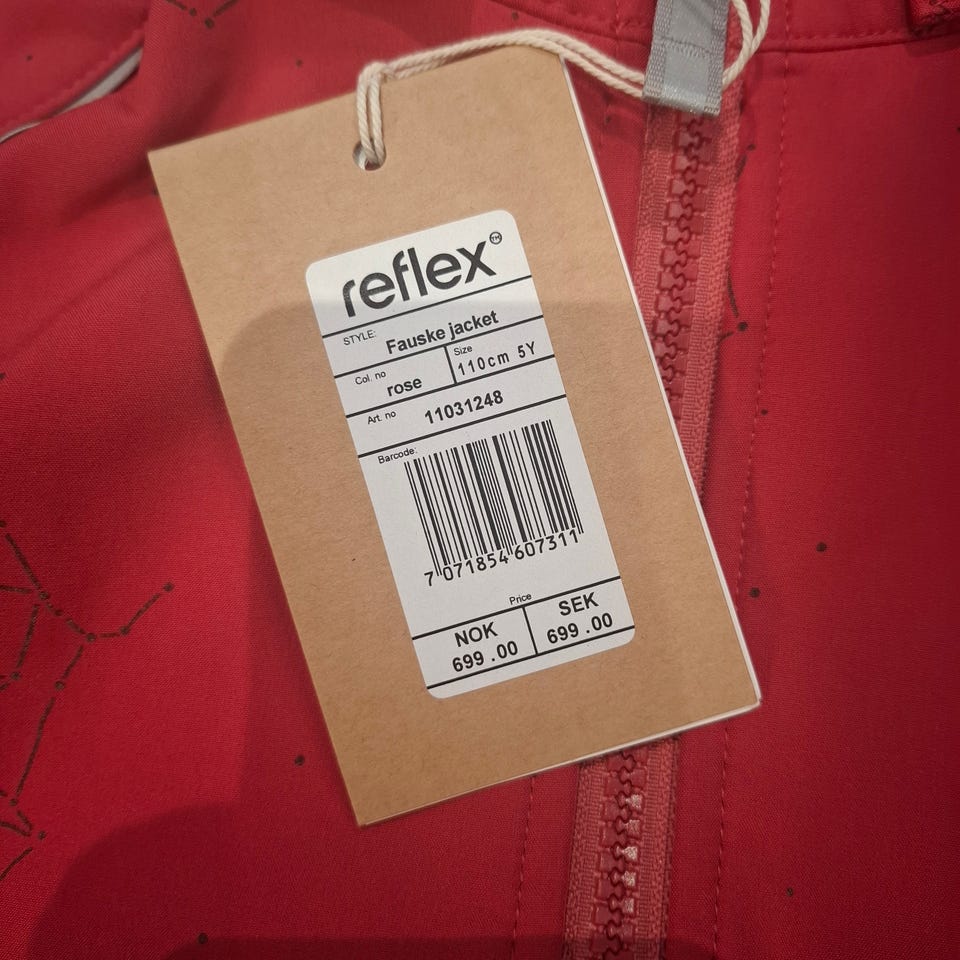 reflex™
STYLE: Fauske jacket
Col. no rose Size 110cm 5Y
Art. no 11031248
Barcode:
7 071854 607311
Price
NOK SEK
699 .00 699 .00